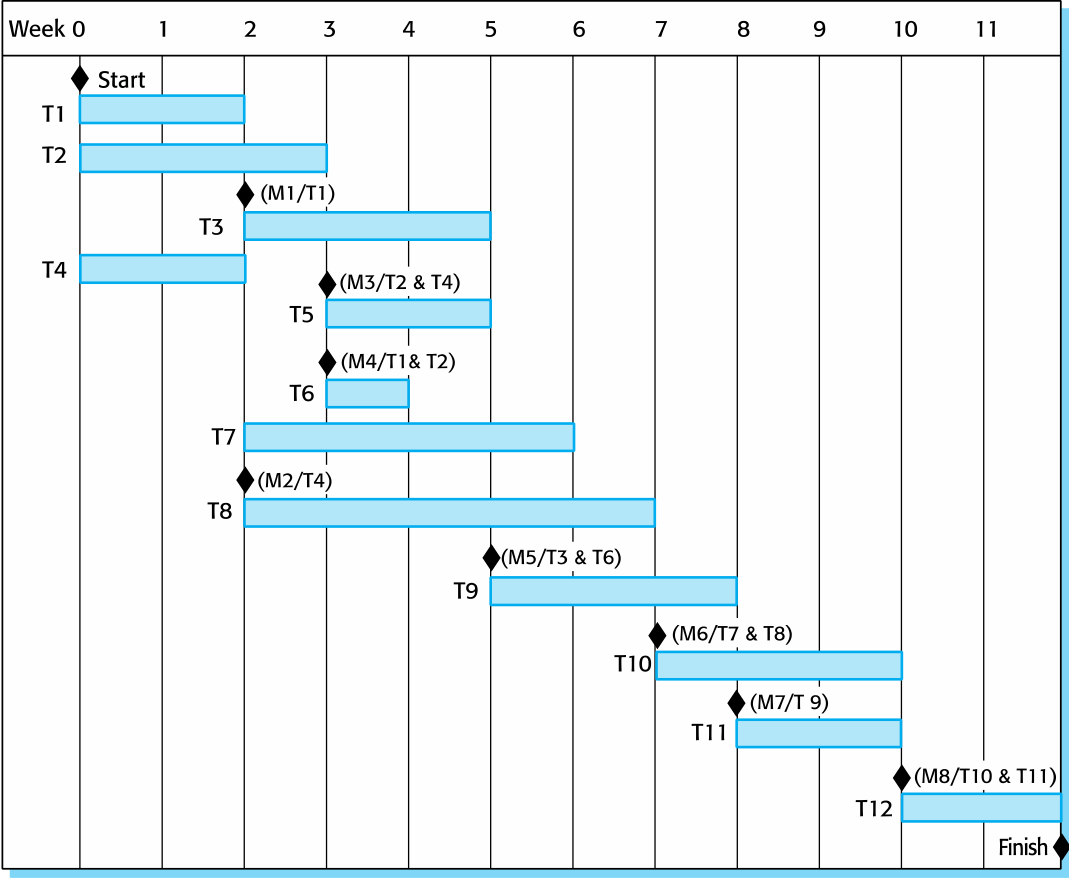 Week 0 1 2 3 4 5 6 7 8 9 10 11
Start
T1
T2
(M1/T1)
T3
T4
(M3/T2 & T4)
T5
(M4/T1& T2)
T6
T7
(M2/T4)
T8
(M5/T3 & T6)
T9
(M6/T7 & T8)
T10
(M7/T 9)
T11
(M8/T10 & T11)
T12
Finish